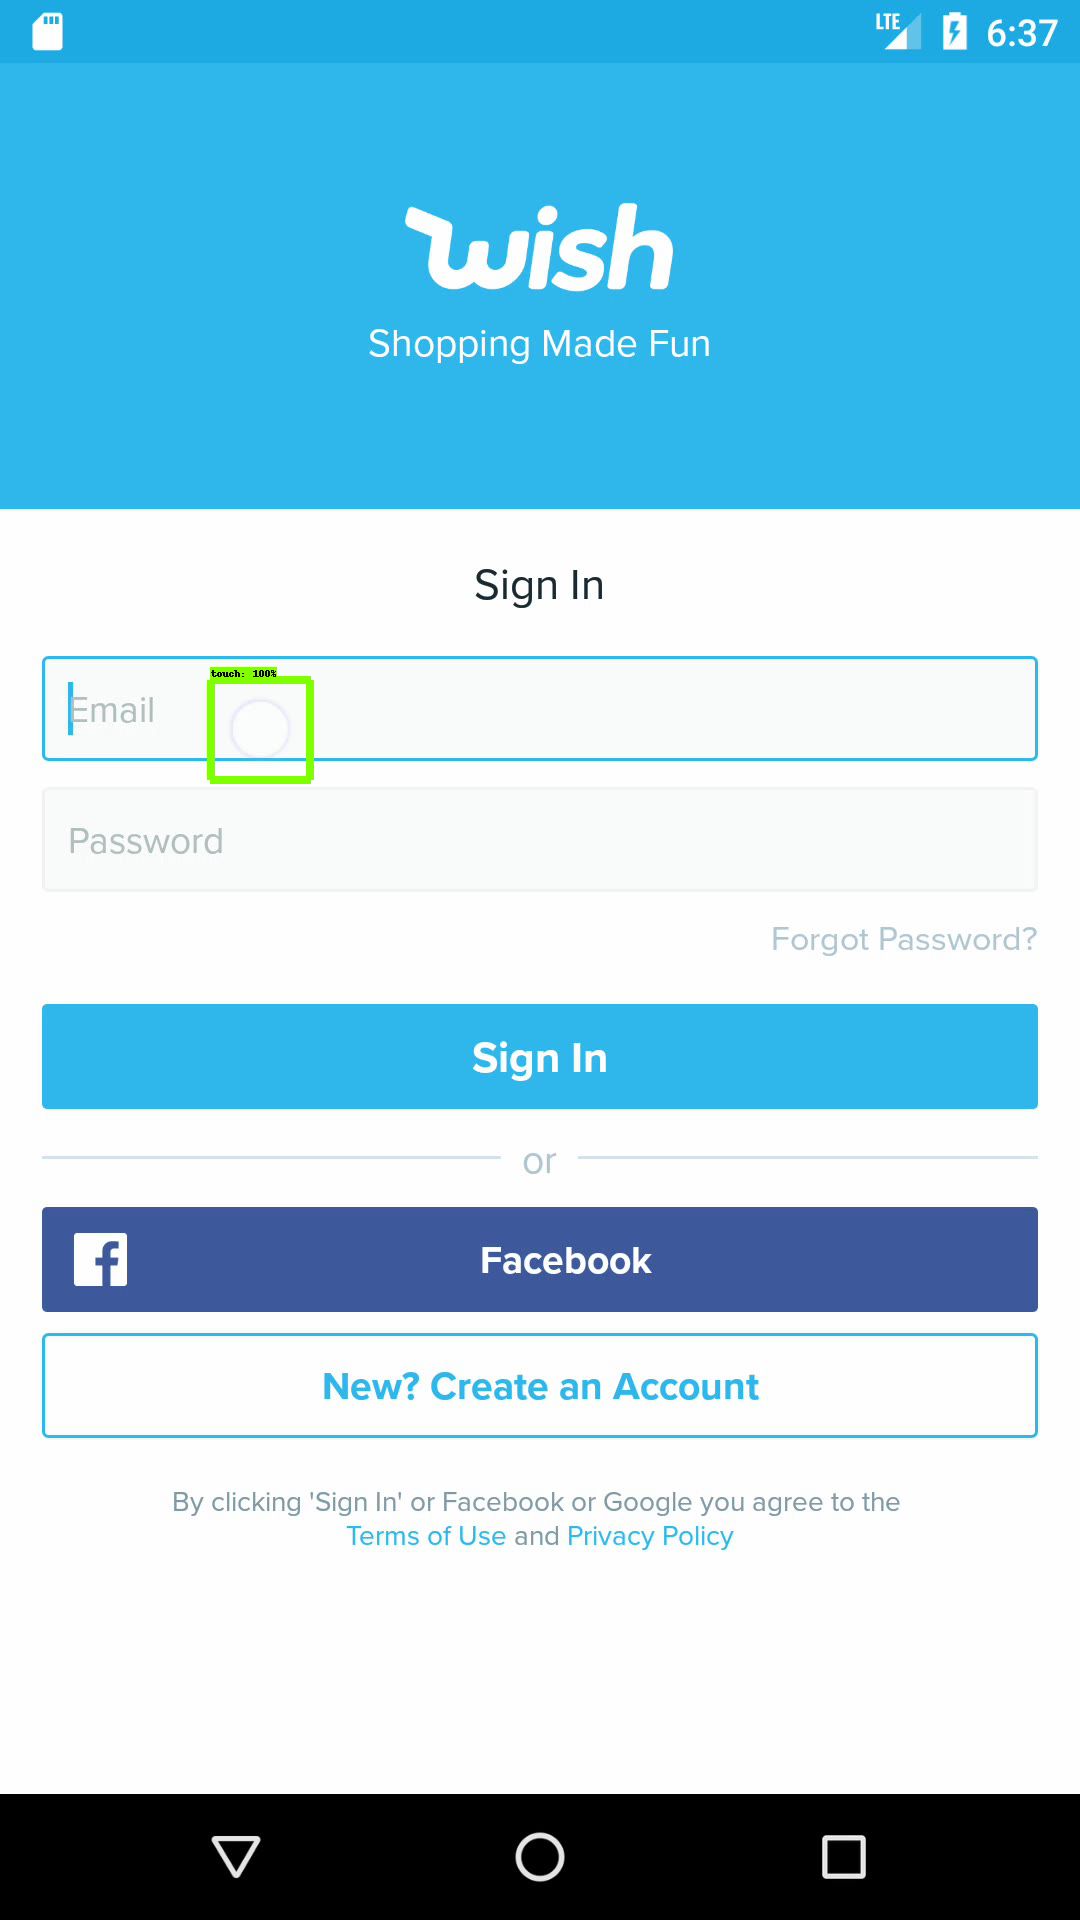 LTE 6:37
wish
Shopping Made Fun
Sign In
touch: 100%
Email
Password
Forgot Password?
Sign In
or
Facebook
New? Create an Account
By clicking 'Sign In' or Facebook or Google you agree to the
Terms of Use and Privacy Policy